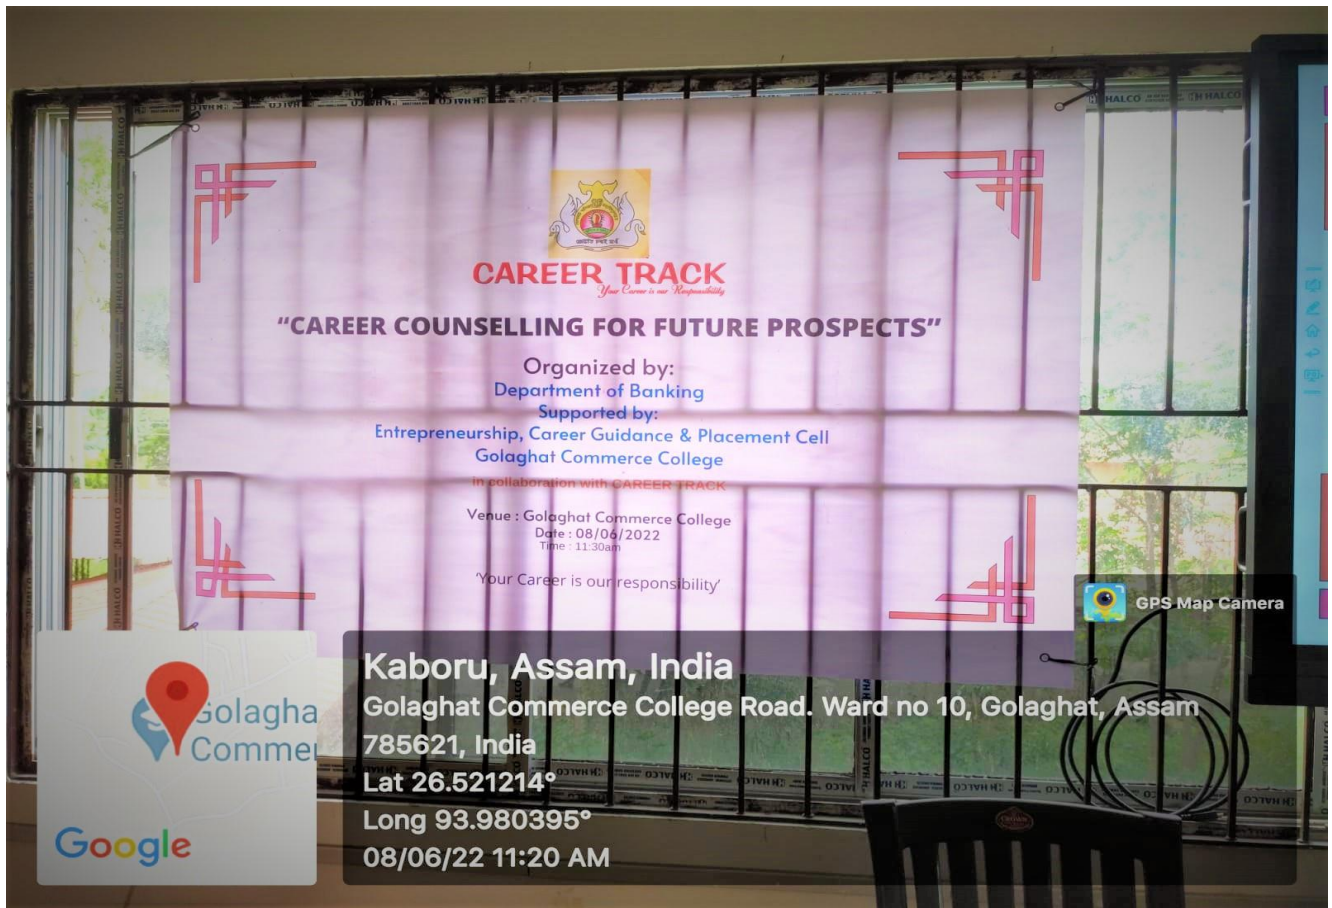 CAREER TRACK
Your Career is our Responsibility
“CAREER COUNSELLING FOR FUTURE PROSPECTS”
Organized by:
Department of Banking
Supported by:
Entrepreneurship, Career Guidance & Placement Cell
Golaghat Commerce College
in collaboration with CAREER TRACK
Venue : Golaghat Commerce College
Date : 08/06/2022
Time : 11:30am
‘Your Career is our responsibility’
GPS Map Camera
Golagha
Commer
Google
Kaboru, Assam, India
Golaghat Commerce College Road. Ward no 10, Golaghat, Assam
785621, India
Lat 26.521214°
Long 93.980395°
08/06/22 11:20 AM
HALCO